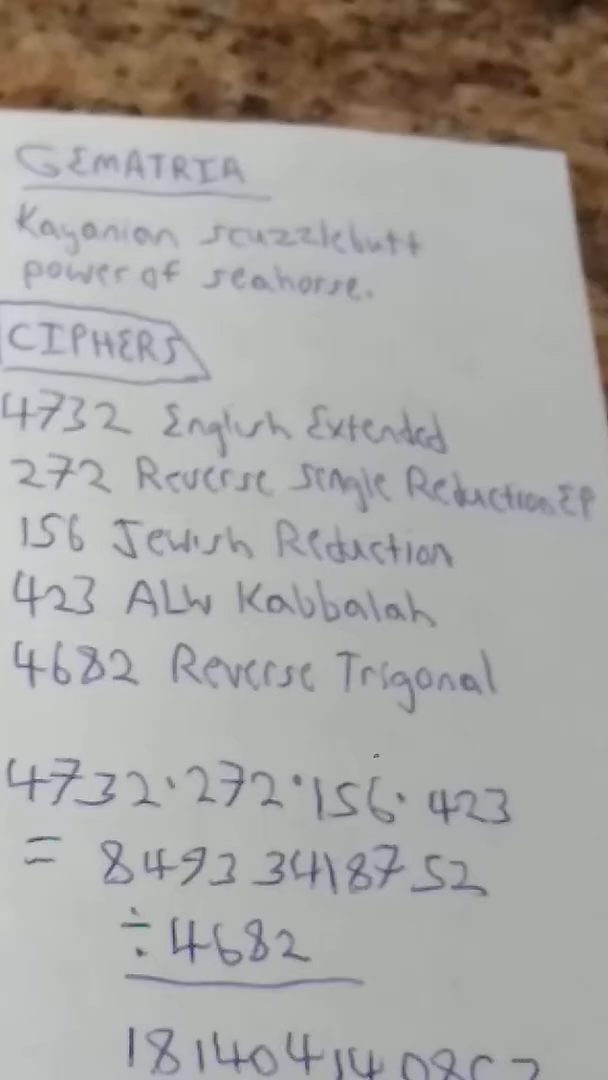 GEMATRIA
Kayanian scuzzlebutt
power of seahorse.
CIPHERS
4732 English Extended
272 Reverse Single Reduction EP
156 Jewish Reduction
423 ALW Kabbalah
4682 Reverse Trigonal
4732·272·156·423
= 84933418752
÷4682